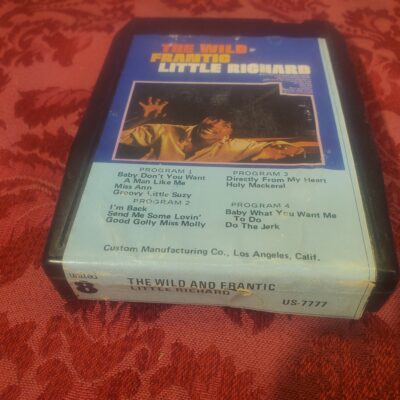 THE WILD
FRANTIC
LITTLE RICHARD
PROGRAM 1
Baby Don't You Want
A Man Like Me
Miss Ann
Groovy Little Suzy
PROGRAM 2
I'm Back
Send Me Some Lovin'
Good Golly Miss Molly
PROGRAM 3
Directly From My Heart
Holy Mackeral
PROGRAM 4
Baby What You Want Me
To Do
Do The Jerk
Custom Manufacturing Co., Los Angeles, Calif.
8
THE WILD AND FRANTIC
LITTLE RICHARD
US-7777